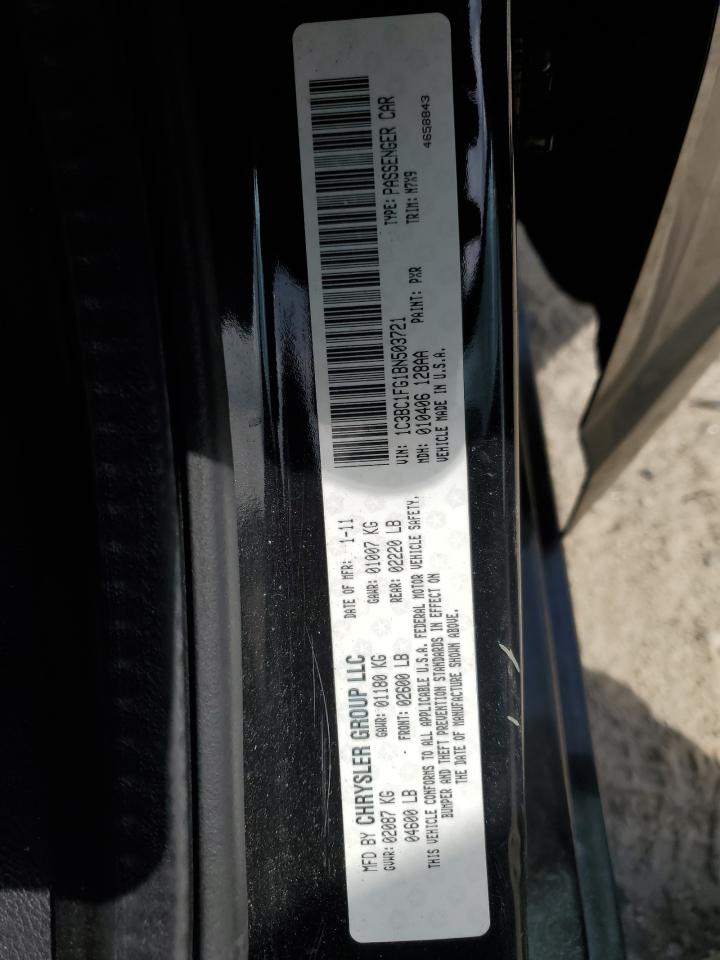 MFD BY CHRYSLER GROUP LLC
DATE OF MFR: 1-11
GVWR: 02087 KG GAWR: 01180 KG GAWR: 01007 KG
04600 LB FRONT: 02600 LB REAR: 02220 LB
THIS VEHICLE CONFORMS TO ALL APPLICABLE U.S.A. FEDERAL MOTOR VEHICLE SAFETY,
BUMPER AND THEFT PREVENTION STANDARDS IN EFFECT ON
THE DATE OF MANUFACTURE SHOWN ABOVE.
VIN: 1C3BC1FG1BN503721 TYPE: PASSENGER CAR
MDH: 010406 128AA PAINT: PXR TRIM: N7X9
VEHICLE MADE IN U.S.A. 4658843